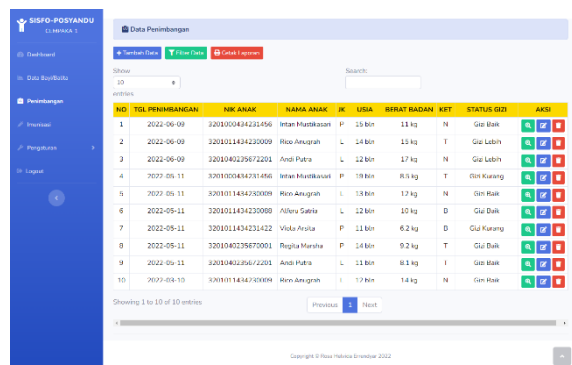 SISFO-POSYANDU
CEMPAKA 1
Dashboard
Data Bayi/Balita
Penimbangan
Imunisasi
Pengaturan
Logout
Data Penimbangan
+ Tambah Data Filter Data Cetak Laporan
Show
10
entries
Search:
NO TGL PENIMBANGAN NIK ANAK NAMA ANAK JK USIA BERAT BADAN KET STATUS GIZI AKSI
1 2022-06-09 3201000434231456 Intan Mustikasari P 15 bln 11 kg N Gizi Baik
2 2022-06-09 3201011434230009 Rico Anugrah L 14 bln 15 kg T Gizi Lebih
3 2022-06-09 3201040235672201 Andi Putra L 12 bln 17 kg N Gizi Lebih
4 2022-05-11 3201000434231456 Intan Mustikasari P 19 bln 8.5 kg T Gizi Kurang
5 2022-05-11 3201011434230009 Rico Anugrah L 13 bln 12 kg N Gizi Baik
6 2022-05-11 3201011434230088 Satria L 12 bln 10 kg B Gizi Baik
7 2022-05-11 3201011434231422 Viola Arsita P 11 bln 6.2 kg B Gizi Kurang
8 2022-05-11 3201040235670001 Regita Marsha P 14 bln 9.2 kg T Gizi Baik
9 2022-05-11 3201040235672201 Andi Putra L 11 bln 8.1 kg T Gizi Baik
10 2022-03-10 3201011434230009 Rico Anugrah L 12 bln 14 kg N Gizi Baik
Showing 1 to 10 of 10 entries
Previous 1 Next
Copyright © Rosa 2022